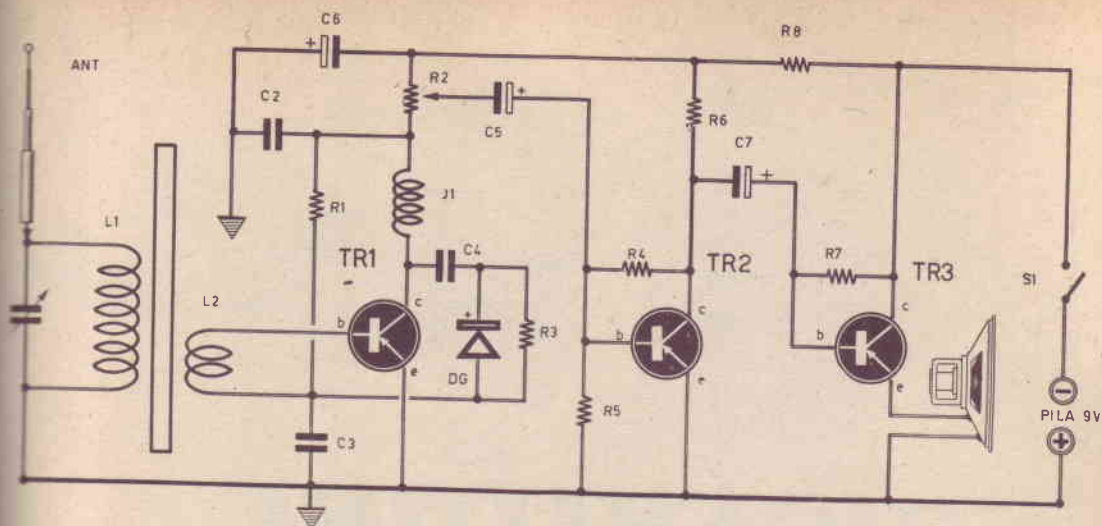 C6
+
R8
ANT
C2
R2
+
C5
R6
C7
+
L1
R1
J1
L2
TR1
C4
R4
TR2
R7
TR3
S1
c
b
e
+
DG
R3
c
b
e
c
b
e
R5
C3
−
PILA 9V
+